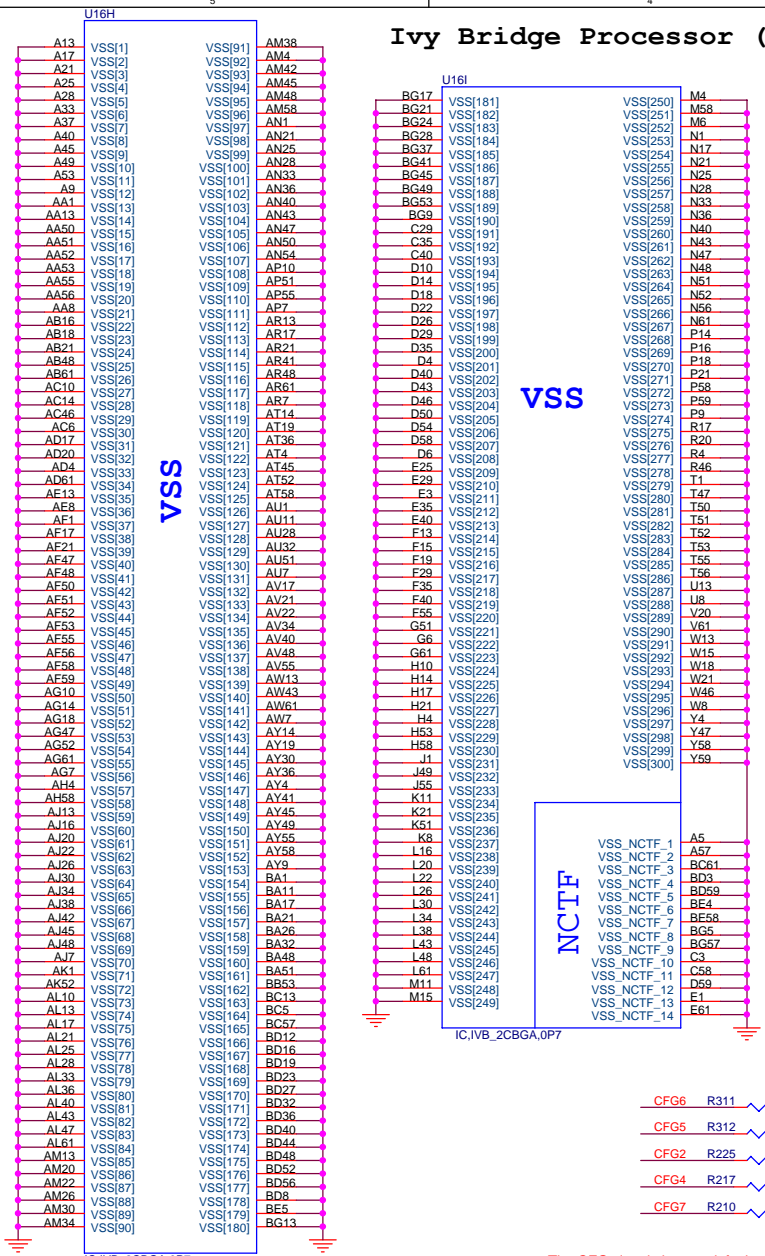 5
4
Ivy Bridge Processor (
U16H
A13 VSS[1] VSS[91] AM38
A17 VSS[2] VSS[92] AM4
A21 VSS[3] VSS[93] AM42
A25 VSS[4] VSS[94] AM45
A28 VSS[5] VSS[95] AM48
A33 VSS[6] VSS[96] AM58
A37 VSS[7] VSS[97] AN1
A40 VSS[8] VSS[98] AN21
A45 VSS[9] VSS[99] AN25
A49 VSS[10] VSS[100] AN28
A53 VSS[11] VSS[101] AN33
A9 VSS[12] VSS[102] AN36
AA1 VSS[13] VSS[103] AN40
AA13 VSS[14] VSS[104] AN43
AA50 VSS[15] VSS[105] AN47
AA51 VSS[16] VSS[106] AN50
AA52 VSS[17] VSS[107] AN54
AA53 VSS[18] VSS[108] AP10
AA55 VSS[19] VSS[109] AP51
AA56 VSS[20] VSS[110] AP55
AA8 VSS[21] VSS[111] AP7
AB16 VSS[22] VSS[112] AR13
AB18 VSS[23] VSS[113] AR17
AB21 VSS[24] VSS[114] AR21
AB48 VSS[25] VSS[115] AR41
AB61 VSS[26] VSS[116] AR48
AC10 VSS[27] VSS[117] AR61
AC14 VSS[28] VSS[118] AR7
AC46 VSS[29] VSS[119] AT14
AC6 VSS[30] VSS[120] AT19
AD17 VSS[31] VSS[121] AT36
AD20 VSS[32] VSS[122] AT4
AD4 VSS[33] VSS[123] AT45
AD61 VSS[34] VSS[124] AT52
AE13 VSS[35] VSS[125] AT58
AE8 VSS[36] VSS[126] AU1
AF1 VSS[37] VSS[127] AU11
AF17 VSS[38] VSS[128] AU28
AF21 VSS[39] VSS[129] AU32
AF47 VSS[40] VSS[130] AU51
AF48 VSS[41] VSS[131] AU7
AF50 VSS[42] VSS[132] AV17
AF51 VSS[43] VSS[133] AV21
AF52 VSS[44] VSS[134] AV22
AF53 VSS[45] VSS[135] AV34
AF55 VSS[46] VSS[136] AV40
AF56 VSS[47] VSS[137] AV48
AF58 VSS[48] VSS[138] AV55
AF59 VSS[49] VSS[139] AW13
AG10 VSS[50] VSS[140] AW43
AG14 VSS[51] VSS[141] AW61
AG18 VSS[52] VSS[142] AW7
AG47 VSS[53] VSS[143] AY14
AG52 VSS[54] VSS[144] AY19
AG61 VSS[55] VSS[145] AY30
AG7 VSS[56] VSS[146] AY36
AH4 VSS[57] VSS[147] AY4
AH58 VSS[58] VSS[148] AY41
AJ13 VSS[59] VSS[149] AY45
AJ16 VSS[60] VSS[150] AY49
AJ20 VSS[61] VSS[151] AY55
AJ22 VSS[62] VSS[152] AY58
AJ26 VSS[63] VSS[153] AY9
AJ30 VSS[64] VSS[154] BA1
AJ34 VSS[65] VSS[155] BA11
AJ38 VSS[66] VSS[156] BA17
AJ42 VSS[67] VSS[157] BA21
AJ45 VSS[68] VSS[158] BA26
AJ48 VSS[69] VSS[159] BA32
AJ7 VSS[70] VSS[160] BA48
AK1 VSS[71] VSS[161] BA51
AK52 VSS[72] VSS[162] BB53
AL10 VSS[73] VSS[163] BC13
AL13 VSS[74] VSS[164] BC5
AL17 VSS[75] VSS[165] BC57
AL21 VSS[76] VSS[166] BD12
AL25 VSS[77] VSS[167] BD16
AL28 VSS[78] VSS[168] BD19
AL33 VSS[79] VSS[169] BD23
AL36 VSS[80] VSS[170] BD27
AL40 VSS[81] VSS[171] BD32
AL43 VSS[82] VSS[172] BD36
AL47 VSS[83] VSS[173] BD40
AL61 VSS[84] VSS[174] BD44
AM13 VSS[85] VSS[175] BD48
AM20 VSS[86] VSS[176] BD52
AM22 VSS[87] VSS[177] BD56
AM26 VSS[88] VSS[178] BD8
AM30 VSS[89] VSS[179] BE5
AM34 VSS[90] VSS[180] BG13
VSS
U16I
BG17 VSS[181] VSS[250] M4
BG21 VSS[182] VSS[251] M58
BG24 VSS[183] VSS[252] M6
BG28 VSS[184] VSS[253] N1
BG37 VSS[185] VSS[254] N17
BG41 VSS[186] VSS[255] N21
BG45 VSS[187] VSS[256] N25
BG49 VSS[188] VSS[257] N28
BG53 VSS[189] VSS[258] N33
BG9 VSS[190] VSS[259] N36
C29 VSS[191] VSS[260] N40
C35 VSS[192] VSS[261] N43
C40 VSS[193] VSS[262] N47
D10 VSS[194] VSS[263] N48
D14 VSS[195] VSS[264] N51
D18 VSS[196] VSS[265] N52
D22 VSS[197] VSS[266] N56
D26 VSS[198] VSS[267] N61
D29 VSS[199] VSS[268] P14
D35 VSS[200] VSS[269] P16
D4 VSS[201] VSS[270] P18
D40 VSS[202] VSS[271] P21
D43 VSS[203] VSS[272] P58
D46 VSS[204] VSS[273] P59
D50 VSS[205] VSS[274] P9
D54 VSS[206] VSS[275] R17
D58 VSS[207] VSS[276] R20
D6 VSS[208] VSS[277] R4
E25 VSS[209] VSS[278] R46
E29 VSS[210] VSS[279] T1
E3 VSS[211] VSS[280] T47
E35 VSS[212] VSS[281] T50
E40 VSS[213] VSS[282] T51
F13 VSS[214] VSS[283] T52
F15 VSS[215] VSS[284] T53
F19 VSS[216] VSS[285] T55
F29 VSS[217] VSS[286] T56
F35 VSS[218] VSS[287] U13
F40 VSS[219] VSS[288] U8
F55 VSS[220] VSS[289] V20
G51 VSS[221] VSS[290] V61
G6 VSS[222] VSS[291] W13
G61 VSS[223] VSS[292] W15
H10 VSS[224] VSS[293] W18
H14 VSS[225] VSS[294] W21
H17 VSS[226] VSS[295] W46
H21 VSS[227] VSS[296] W8
H4 VSS[228] VSS[297] Y4
H53 VSS[229] VSS[298] Y47
H58 VSS[230] VSS[299] Y58
J1 VSS[231] VSS[300] Y59
J49 VSS[232]
J55 VSS[233]
K11 VSS[234]
K21 VSS[235]
K51 VSS[236]
K8 VSS[237] VSS_NCTF_1 A5
L16 VSS[238] VSS_NCTF_2 A57
L20 VSS[239] VSS_NCTF_3 BC61
L22 VSS[240] VSS_NCTF_4 BD3
L26 VSS[241] VSS_NCTF_5 BD59
L30 VSS[242] VSS_NCTF_6 BE4
L34 VSS[243] VSS_NCTF_7 BE58
L38 VSS[244] VSS_NCTF_8 BG5
L43 VSS[245] VSS_NCTF_9 BG57
L48 VSS[246] VSS_NCTF_10 C3
L61 VSS[247] VSS_NCTF_11 C58
M11 VSS[248] VSS_NCTF_12 D59
M15 VSS[249] VSS_NCTF_13 E1
VSS_NCTF_14 E61
VSS
NCTF
IC,IVB_2CBGA,0P7
CFG6 R311
CFG5 R312
CFG2 R225
CFG4 R217
CFG7 R210